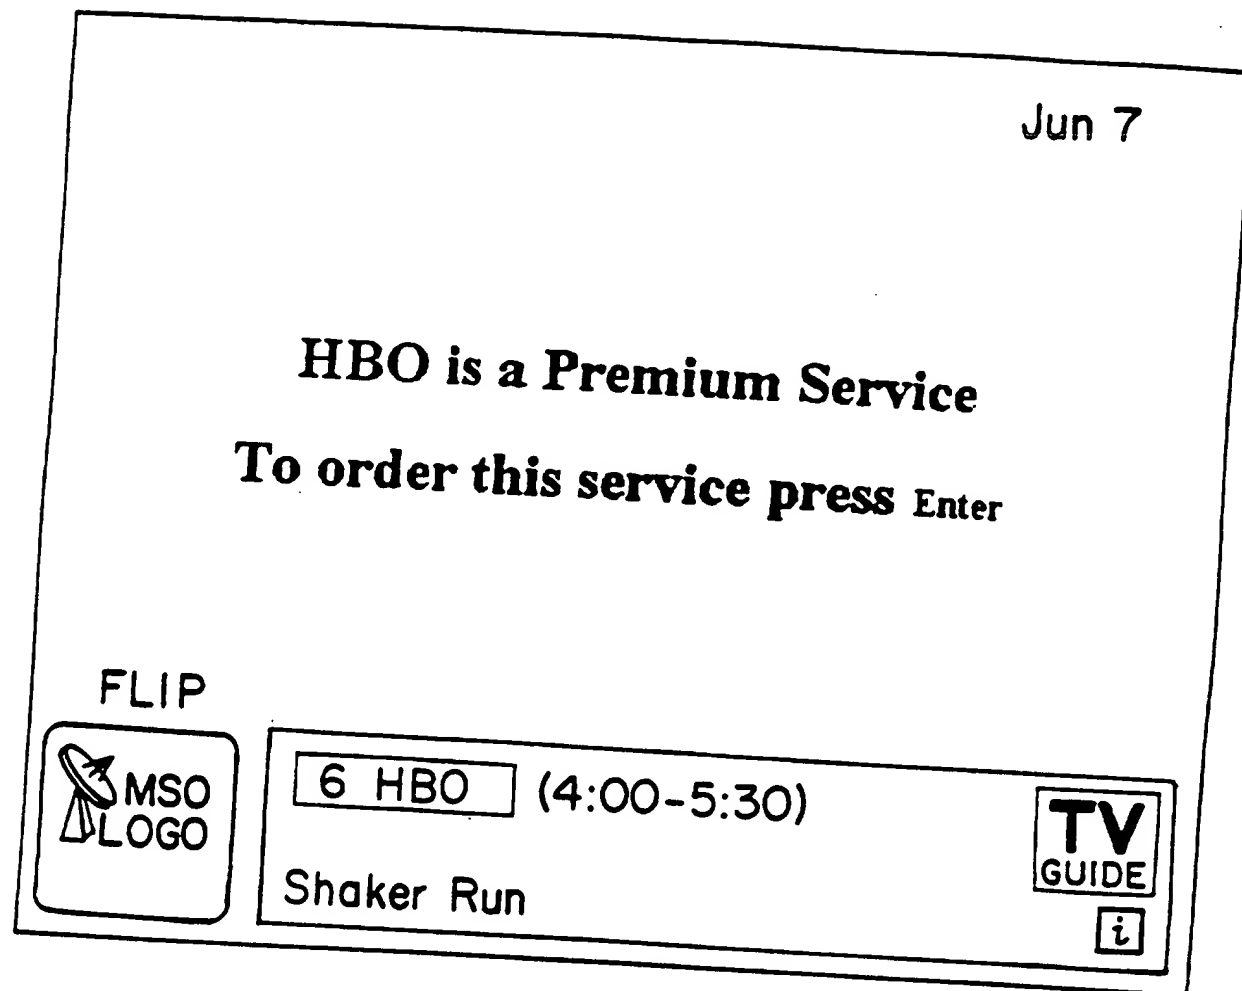 Jun 7
HBO is a Premium Service
To order this service press Enter
FLIP
MSO
LOGO
6 HBO (4:00-5:30)
Shaker Run
TV
GUIDE
i